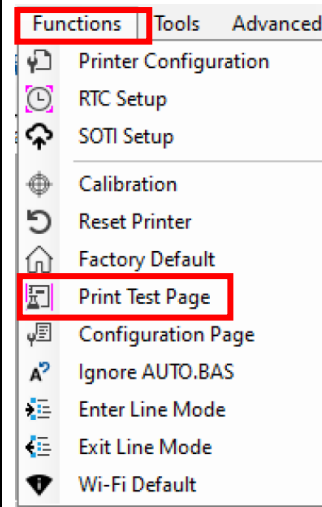 Functions Tools Advanced
Printer Configuration
RTC Setup
SOTI Setup
Calibration
Reset Printer
Factory Default
Print Test Page
Configuration Page
Ignore AUTO.BAS
Enter Line Mode
Exit Line Mode
Wi-Fi Default